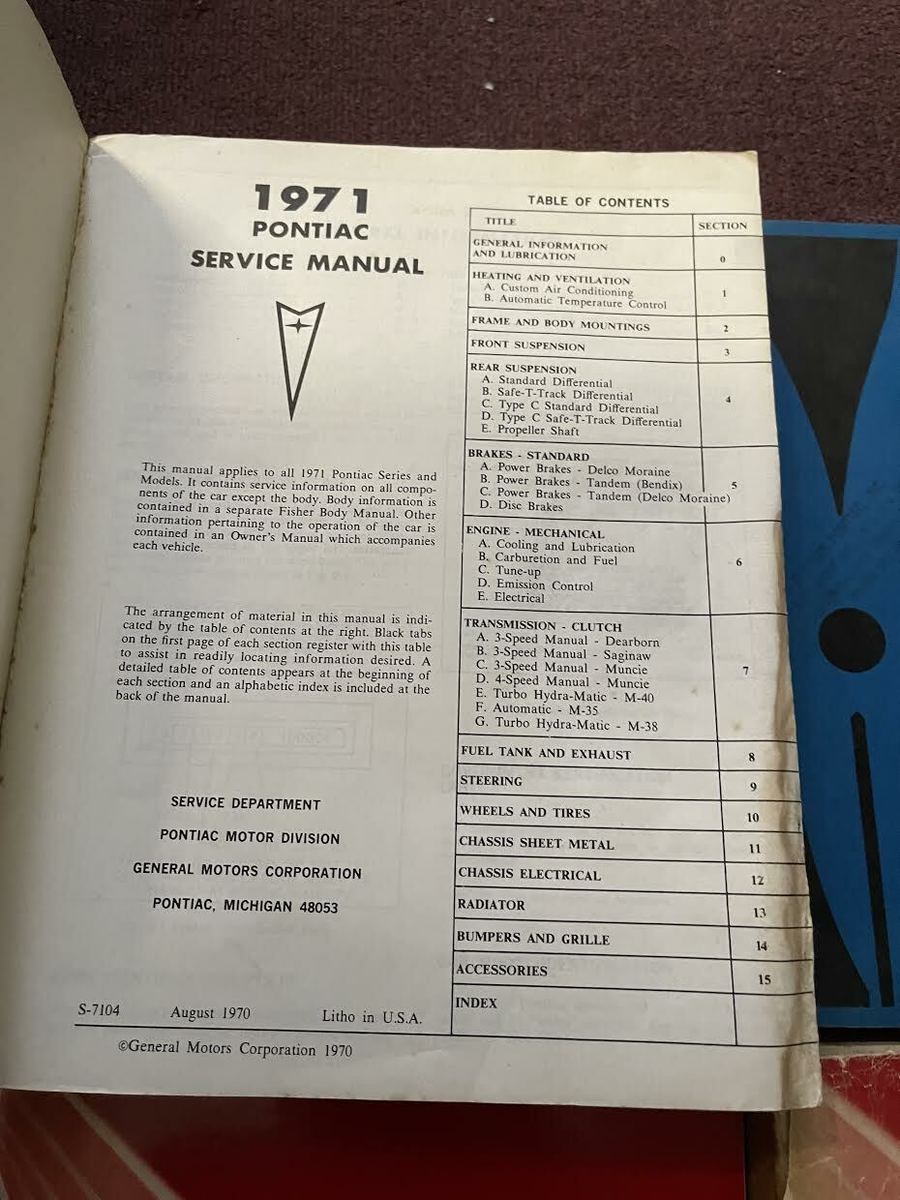 1971
PONTIAC
SERVICE MANUAL
This manual applies to all 1971 Pontiac Series and
Models. It contains service information on all compo-
nents of the car except the body. Body information is
contained in a separate Fisher Body Manual. Other
information pertaining to the operation of the car is
contained in an Owner's Manual which accompanies
each vehicle.
The arrangement of material in this manual is indi-
cated by the table of contents at the right. Black tabs
on the first page of each section register with this table
to assist in readily locating information desired. A
detailed table of contents appears at the beginning of
each section and an alphabetic index is included at the
back of the manual.
SERVICE DEPARTMENT
PONTIAC MOTOR DIVISION
GENERAL MOTORS CORPORATION
PONTIAC, MICHIGAN 48053
S-7104 August 1970 Litho in U.S.A.
©General Motors Corporation 1970
TABLE OF CONTENTS
TITLE SECTION
GENERAL INFORMATION
AND LUBRICATION 0
HEATING AND VENTILATION
A. Custom Air Conditioning 1
B. Automatic Temperature Control
FRAME AND BODY MOUNTINGS 2
FRONT SUSPENSION 3
REAR SUSPENSION
A. Standard Differential
B. Safe-T-Track Differential
C. Type C Standard Differential 4
D. Type C Safe-T-Track Differential
E. Propeller Shaft
BRAKES - STANDARD
A. Power Brakes - Delco Moraine
B. Power Brakes - Tandem (Bendix) 5
C. Power Brakes - Tandem (Delco Moraine)
D. Disc Brakes
ENGINE - MECHANICAL
A. Cooling and Lubrication
B. Carburetion and Fuel 6
C. Tune-up
D. Emission Control
E. Electrical
TRANSMISSION - CLUTCH
A. 3-Speed Manual - Dearborn
B. 3-Speed Manual - Saginaw
C. 3-Speed Manual - Muncie 7
D. 4-Speed Manual - Muncie
E. Turbo Hydra-Matic - M-40
F. Automatic - M-35
G. Turbo Hydra-Matic - M-38
FUEL TANK AND EXHAUST 8
STEERING 9
WHEELS AND TIRES 10
CHASSIS SHEET METAL 11
CHASSIS ELECTRICAL 12
RADIATOR 13
BUMPERS AND GRILLE 14
ACCESSORIES 15
INDEX